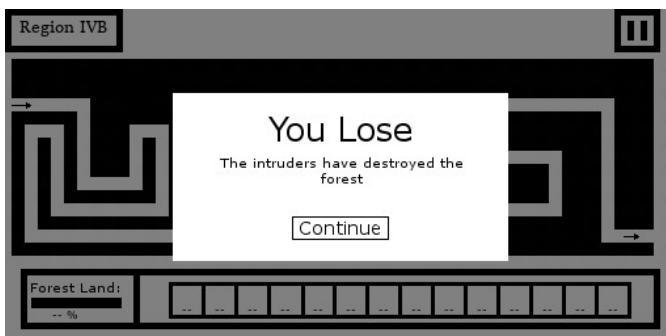 Region IVB
You Lose
The intruders have destroyed the
forest
Continue
Forest Land:
-- %
-- -- -- -- -- -- -- -- -- -- -- --